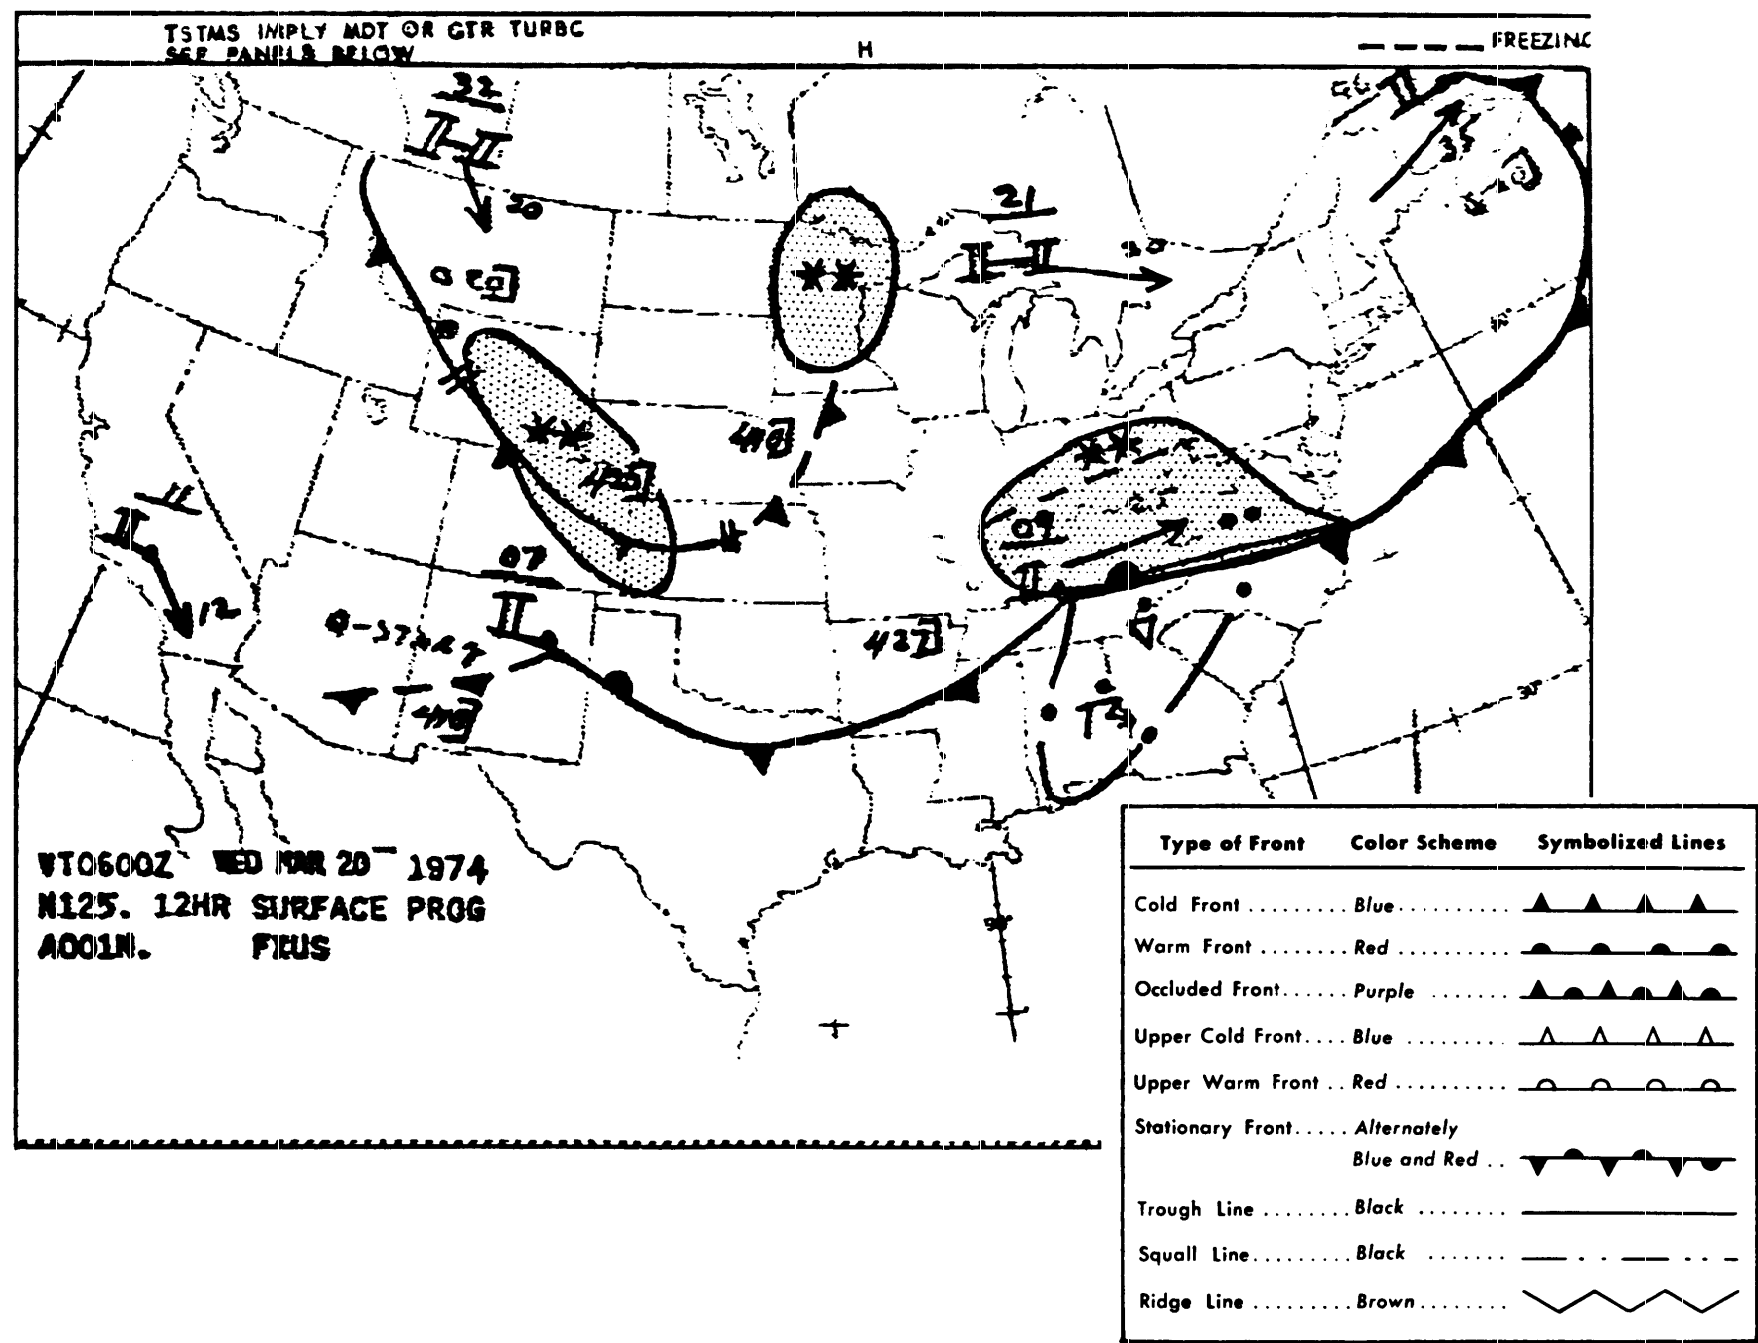 TSTMS IMPLY MDT OR GTR TURBC
SEE PANELS BELOW
H
FREEZING
32
20
21
30
35
425
07
12
09
427
T
VT0600Z WED MAR 20 1974
N125. 12HR SURFACE PROG
A001N. FXUS
90°
Type of Front Color Scheme Symbolized Lines
Cold Front ......... Blue..........
Warm Front ........ Red ..........
Occluded Front...... Purple .......
Upper Cold Front.... Blue .........
Upper Warm Front .. Red ..........
Stationary Front..... Alternately
Blue and Red ..
Trough Line ........ Black ........
Squall Line......... Black .......
Ridge Line ......... Brown........